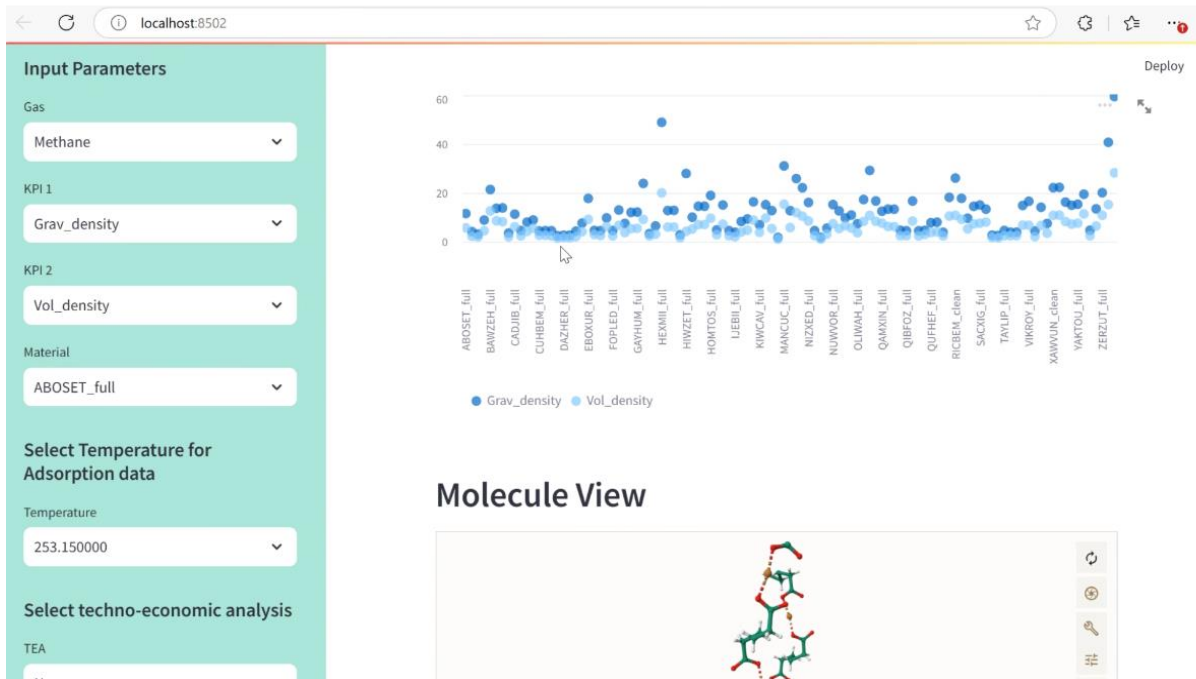 localhost:8502
Deploy
Input Parameters
Gas
Methane
KPI 1
Grav_density
KPI 2
Vol_density
Material
ABOSET_full
Select Temperature for
Adsorption data
Temperature
253.150000
Select techno-economic analysis
TEA
60
40
20
0
ABOSET_full
BAWZEH_full
CADJIB_full
CUHBEM_full
DAZHER_full
EBOXUR_full
FOPLED_full
GAYHUM_full
HEXMII_full
HIWZET_full
HOMTOS_full
IJEBII_full
KIWCAV_full
MANCUC_full
NIZXED_full
NUWVOR_full
OLIWAH_full
QAMXIN_full
QIBFOZ_full
QUFHEF_full
RICBEM_clean
SACXIG_full
TAYLIP_full
VIKROY_full
XAWVUN_clean
YAKTOU_full
ZERZUT_full
Grav_density
Vol_density
Molecule View